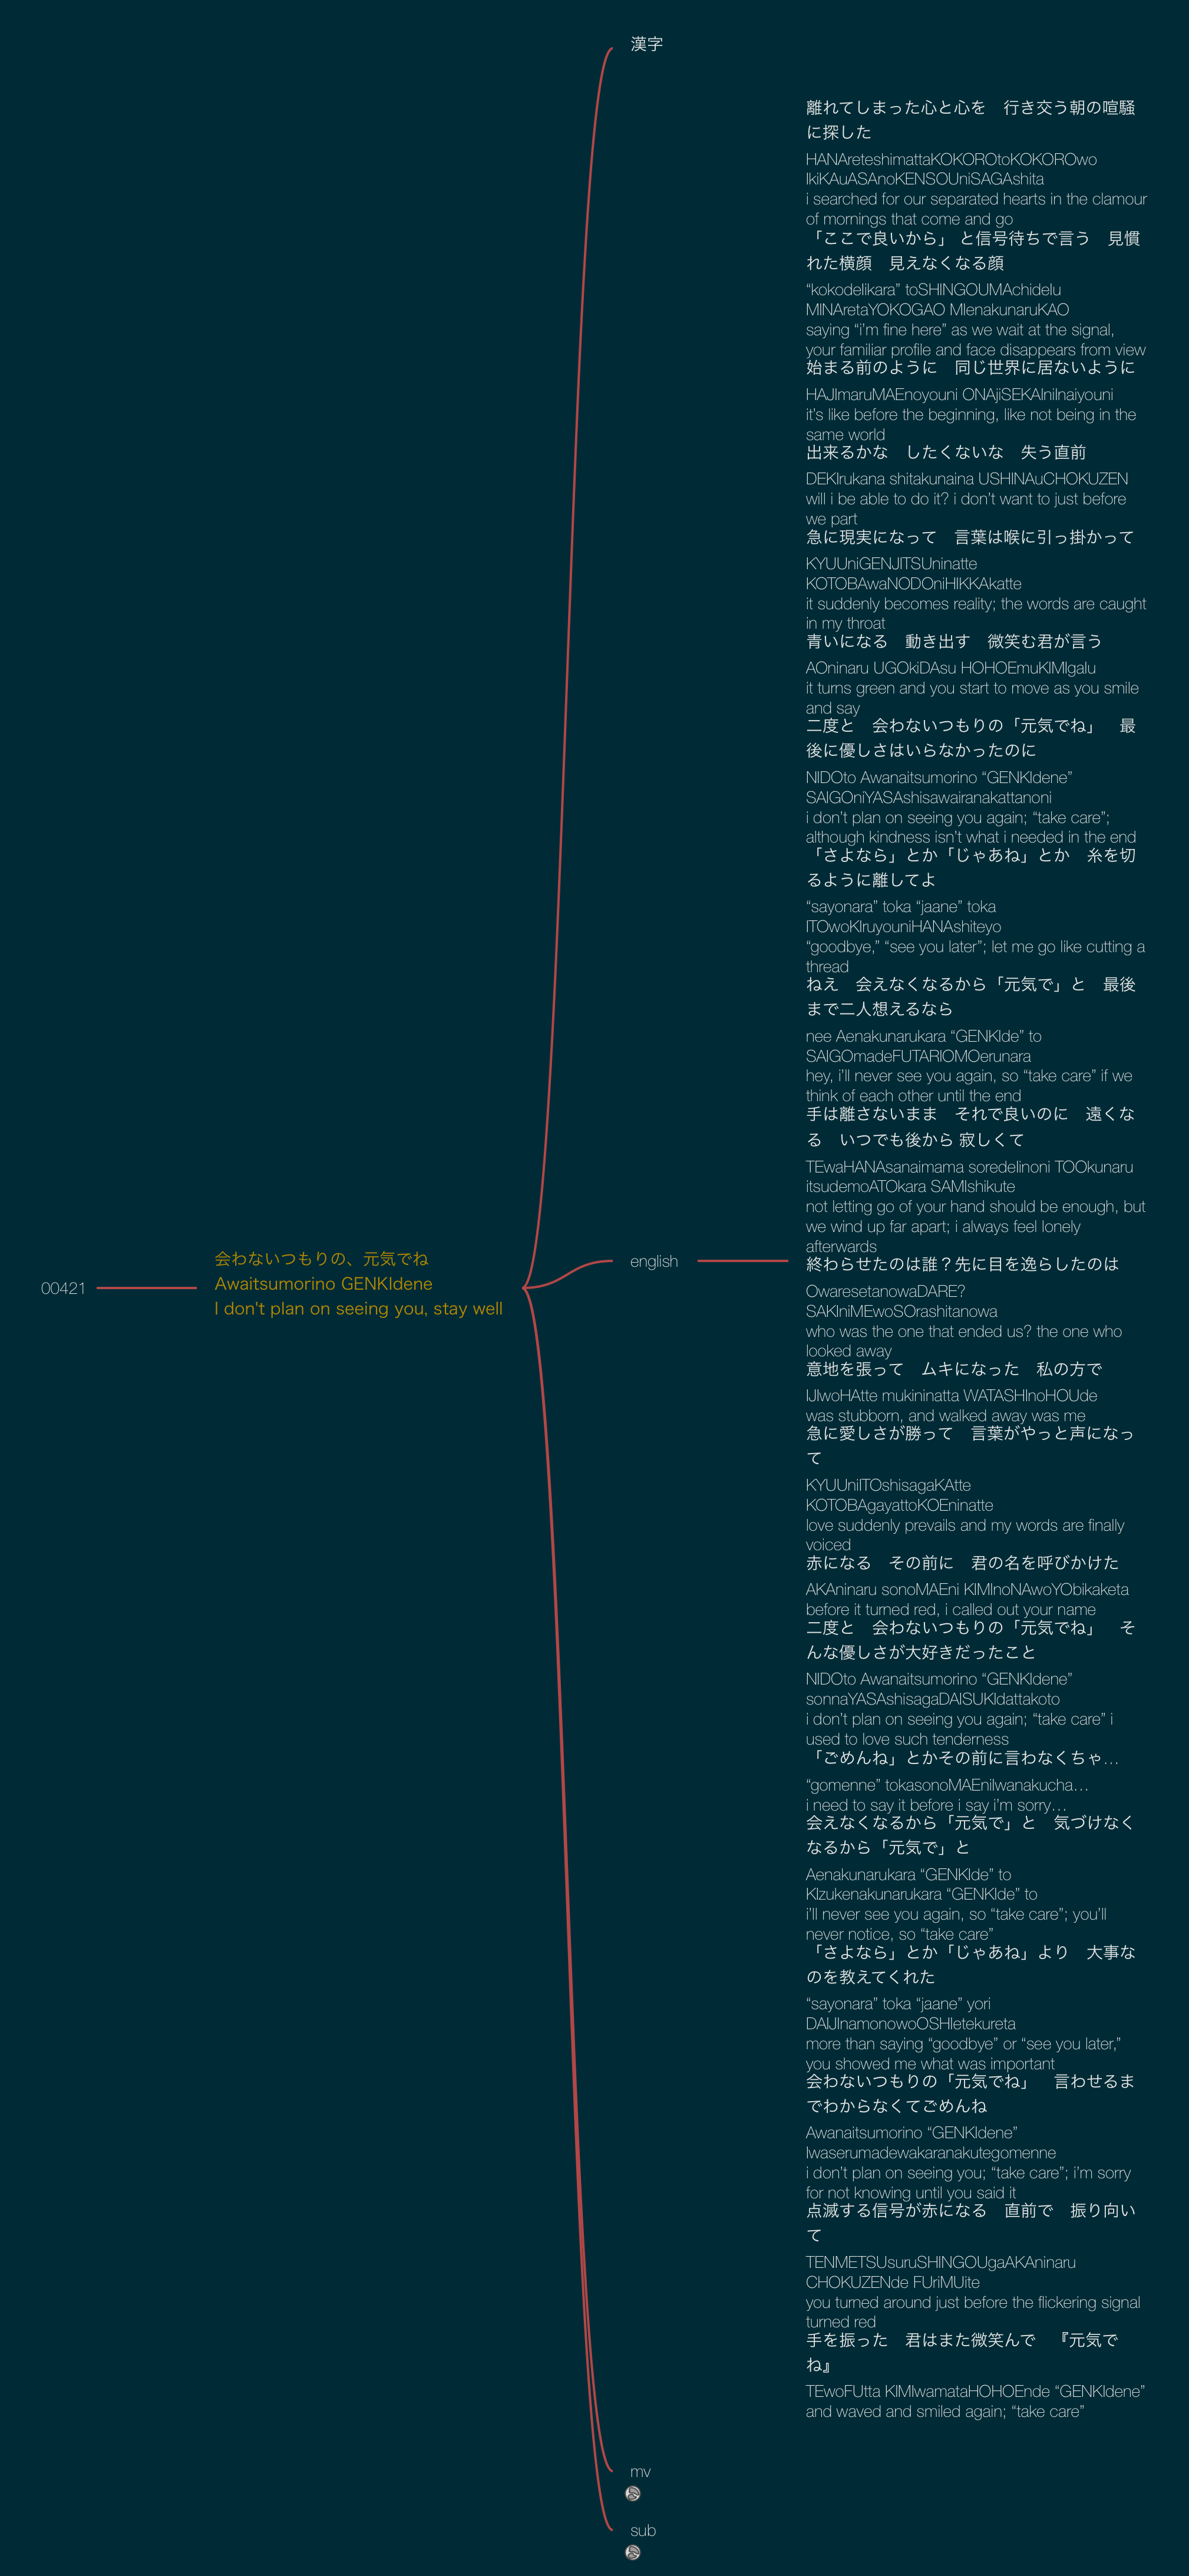 漢字
離れてしまった心と心を　行き交う朝の喧騒
に探した
HANAreteshimattaKOKOROtoKOKOROwo
IkiKAuASAnoKENSOUniSAGAshita
i searched for our separated hearts in the clamour
of mornings that come and go
「ここで良いから」 と信号待ちで言う　見慣
れた横顔　見えなくなる顔
“kokodeIikara” toSHINGOUMAchideIu
MINAretaYOKOGAO MIenakunaruKAO
saying “i’m fine here” as we wait at the signal,
your familiar profile and face disappears from view
始まる前のように　同じ世界に居ないように
HAJImaruMAEnoyouni ONAjiSEKAIniInaiyouni
it’s like before the beginning, like not being in the
same world
出来るかな　したくないな　失う直前
DEKIrukana shitakunaina USHINAuCHOKUZEN
will i be able to do it? i don’t want to just before
we part
急に現実になって　言葉は喉に引っ掛かって
KYUUniGENJITSUninatte
KOTOBAwaNODOniHIKKAkatte
it suddenly becomes reality; the words are caught
in my throat
青いになる　動き出す　微笑む君が言う
AOninaru UGOkiDAsu HOHOEmuKIMIgaIu
it turns green and you start to move as you smile
and say
二度と　会わないつもりの「元気でね」　最
後に優しさはいらなかったのに
NIDOto Awanaitsumorino “GENKIdene”
SAIGOniYASAshisawairanakattanoni
i don’t plan on seeing you again; “take care”;
although kindness isn’t what i needed in the end
「さよなら」とか「じゃあね」とか　糸を切
るように離してよ
“sayonara” toka “jaane” toka
ITOwoKIruyouniHANAshiteyo
“goodbye,” “see you later”; let me go like cutting a
thread
ねえ　会えなくなるから「元気で」と　最後
まで二人想えるなら
nee Aenakunarukara “GENKIde” to
SAIGOmadeFUTARIOMOerunara
hey, i’ll never see you again, so “take care” if we
think of each other until the end
手は離さないまま　それで良いのに　遠くな
る　いつでも後から 寂しくて
TEwaHANAsanaimama soredeIinoni TOOkunaru
itsudemoATOkara SAMIshikute
not letting go of your hand should be enough, but
we wind up far apart; i always feel lonely
afterwards
終わらせたのは誰？先に目を逸らしたのは
OwaresetanowaDARE?
SAKIniMEwoSOrashitanowa
who was the one that ended us? the one who
looked away
意地を張って　ムキになった　私の方で
IJIwoHAtte mukininatta WATASHInoHOUde
was stubborn, and walked away was me
急に愛しさが勝って　言葉がやっと声になっ
て
KYUUniITOshisagaKAtte
KOTOBAgayattoKOEninatte
love suddenly prevails and my words are finally
voiced
赤になる　その前に　君の名を呼びかけた
AKAninaru sonoMAEni KIMInoNAwoYObikaketa
before it turned red, i called out your name
二度と　会わないつもりの「元気でね」　そ
んな優しさが大好きだったこと
NIDOto Awanaitsumorino “GENKIdene”
sonnaYASAshisagaDAISUKIdattakoto
i don’t plan on seeing you again; “take care” i
used to love such tenderness
「ごめんね」とかその前に言わなくちゃ…
“gomenne” tokasonoMAEniIwanakucha…
i need to say it before i say i’m sorry…
会えなくなるから「元気で」と　気づけなく
なるから「元気で」と
Aenakunarukara “GENKIde” to
KIzukenakunarukara “GENKIde” to
i’ll never see you again, so “take care”; you’ll
never notice, so “take care”
「さよなら」とか「じゃあね」より　大事な
のを教えてくれた
“sayonara” toka “jaane” yori
DAIJInamonowoOSHIetekureta
more than saying “goodbye” or “see you later,”
you showed me what was important
会わないつもりの「元気でね」　言わせるま
でわからなくてごめんね
Awanaitsumorino “GENKIdene”
Iwaserumadewakaranakutegomenne
i don’t plan on seeing you; “take care”; i’m sorry
for not knowing until you said it
点滅する信号が赤になる　直前で　振り向い
て
TENMETSUsuruSHINGOUgaAKAninaru
CHOKUZENde FUriMUite
you turned around just before the flickering signal
turned red
手を振った　君はまた微笑んで　『元気で
ね』
TEwoFUtta KIMIwamataHOHOEnde “GENKIdene”
and waved and smiled again; “take care”
00421
会わないつもりの、元気でね
Awaitsumorino GENKIdene
I don't plan on seeing you, stay well
english
mv
sub